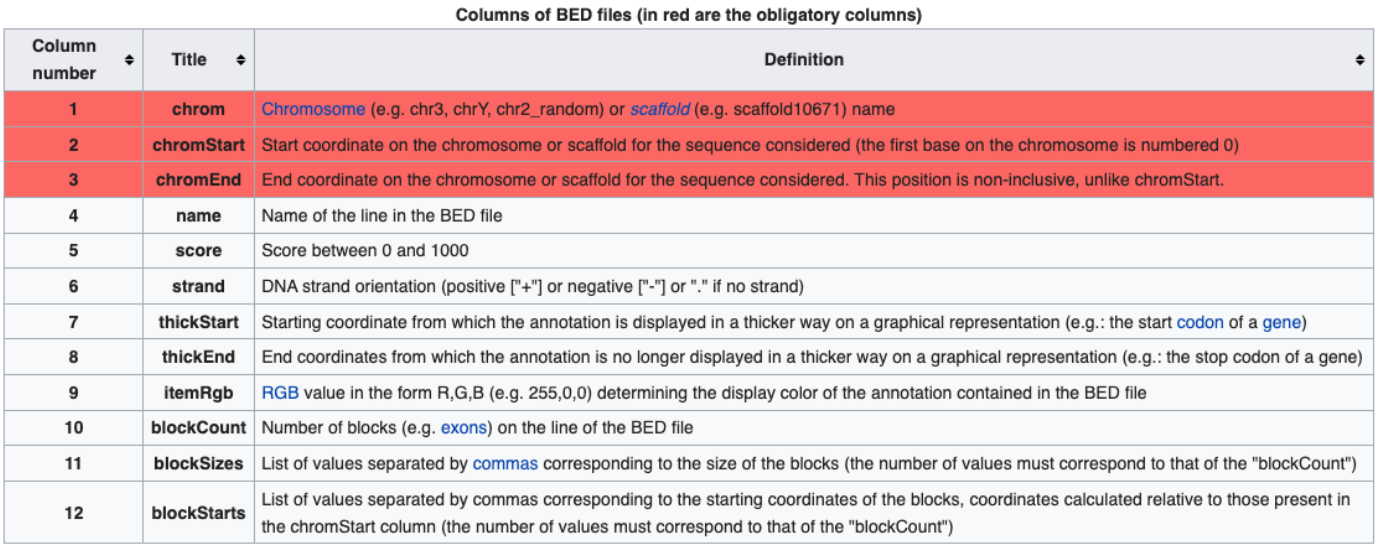 Columns of BED files (in red are the obligatory columns)
Column number Title Definition
1 chrom Chromosome (e.g. chr3, chrY, chr2_random) or scaffold (e.g. scaffold10671) name
2 chromStart Start coordinate on the chromosome or scaffold for the sequence considered (the first base on the chromosome is numbered 0)
3 chromEnd End coordinate on the chromosome or scaffold for the sequence considered. This position is non-inclusive, unlike chromStart.
4 name Name of the line in the BED file
5 score Score between 0 and 1000
6 strand DNA strand orientation (positive ["+"] or negative ["-"] or "." if no strand)
7 thickStart Starting coordinate from which the annotation is displayed in a thicker way on a graphical representation (e.g.: the start codon of a gene)
8 thickEnd End coordinates from which the annotation is no longer displayed in a thicker way on a graphical representation (e.g.: the stop codon of a gene)
9 itemRgb RGB value in the form R,G,B (e.g. 255,0,0) determining the display color of the annotation contained in the BED file
10 blockCount Number of blocks (e.g. exons) on the line of the BED file
11 blockSizes List of values separated by commas corresponding to the size of the blocks (the number of values must correspond to that of the "blockCount")
12 blockStarts List of values separated by commas corresponding to the starting coordinates of the blocks, coordinates calculated relative to those present in
the chromStart column (the number of values must correspond to that of the "blockCount")